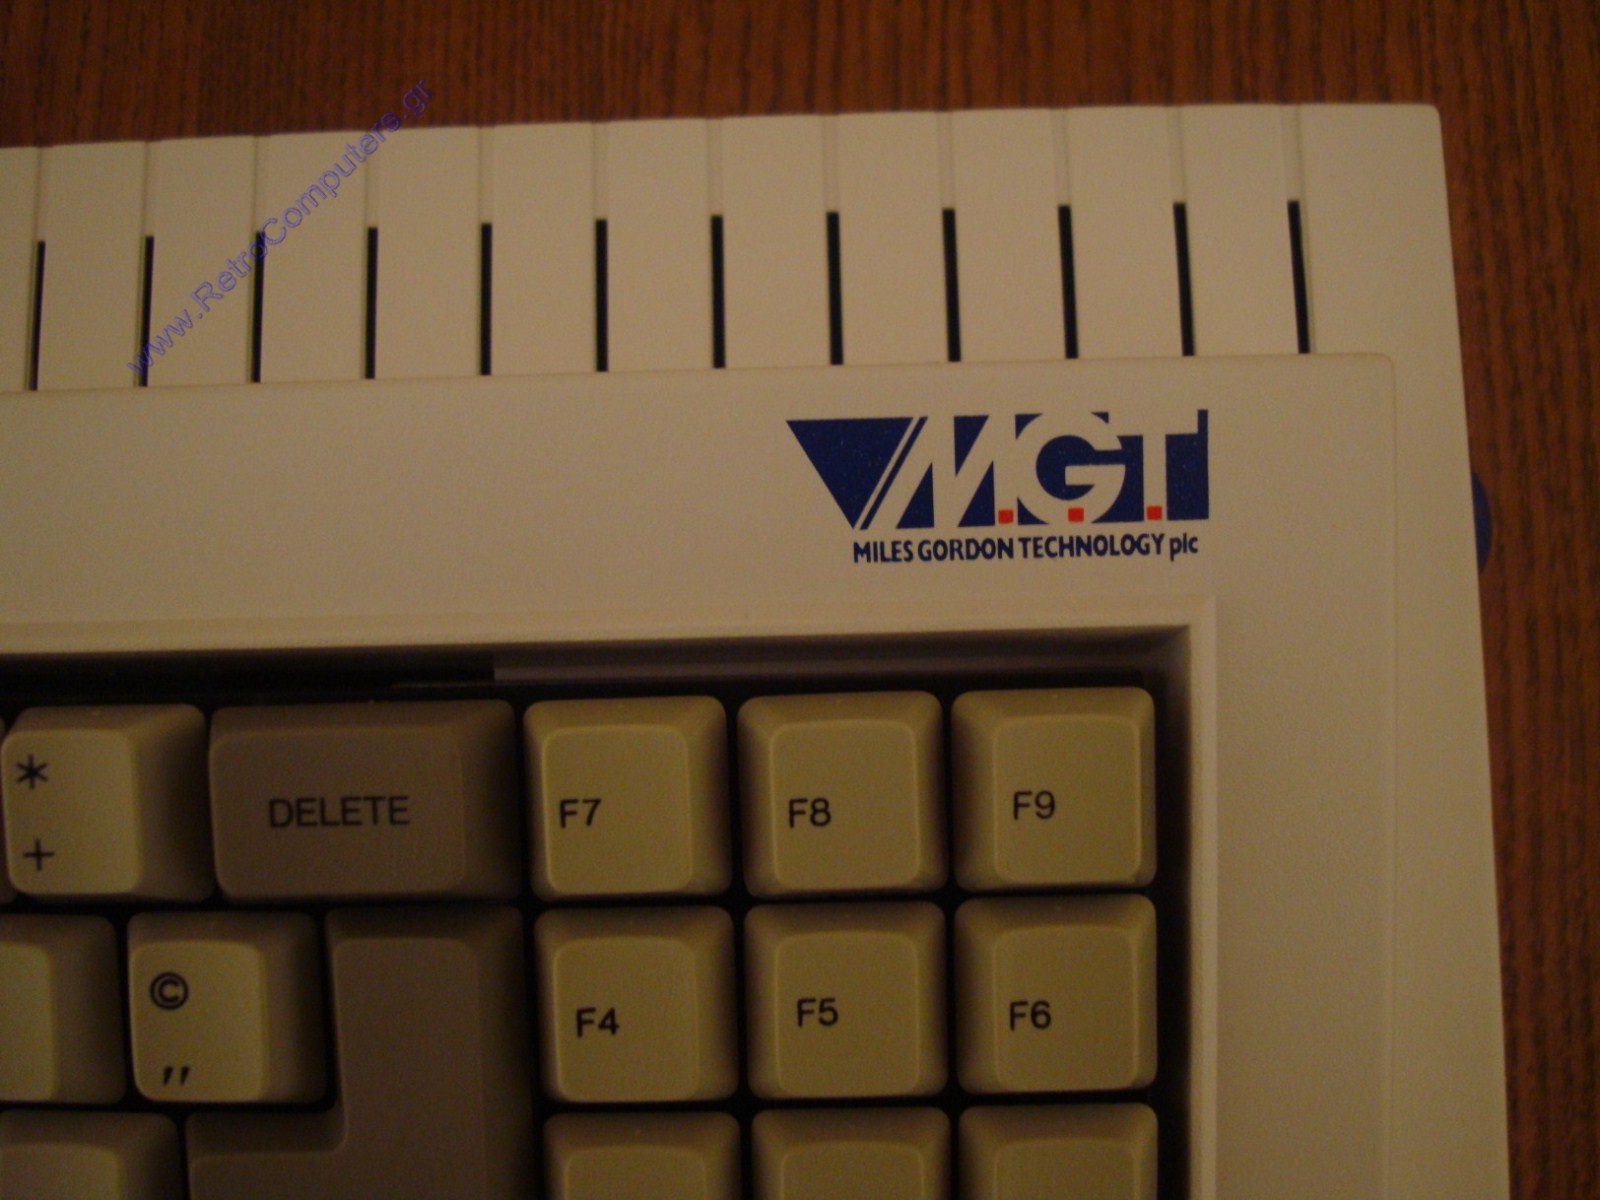 www.RetroComputers.gr
M.G.T.
MILES GORDON TECHNOLOGY plc
*
+
DELETE
F7
F8
F9
©
"
F4
F5
F6